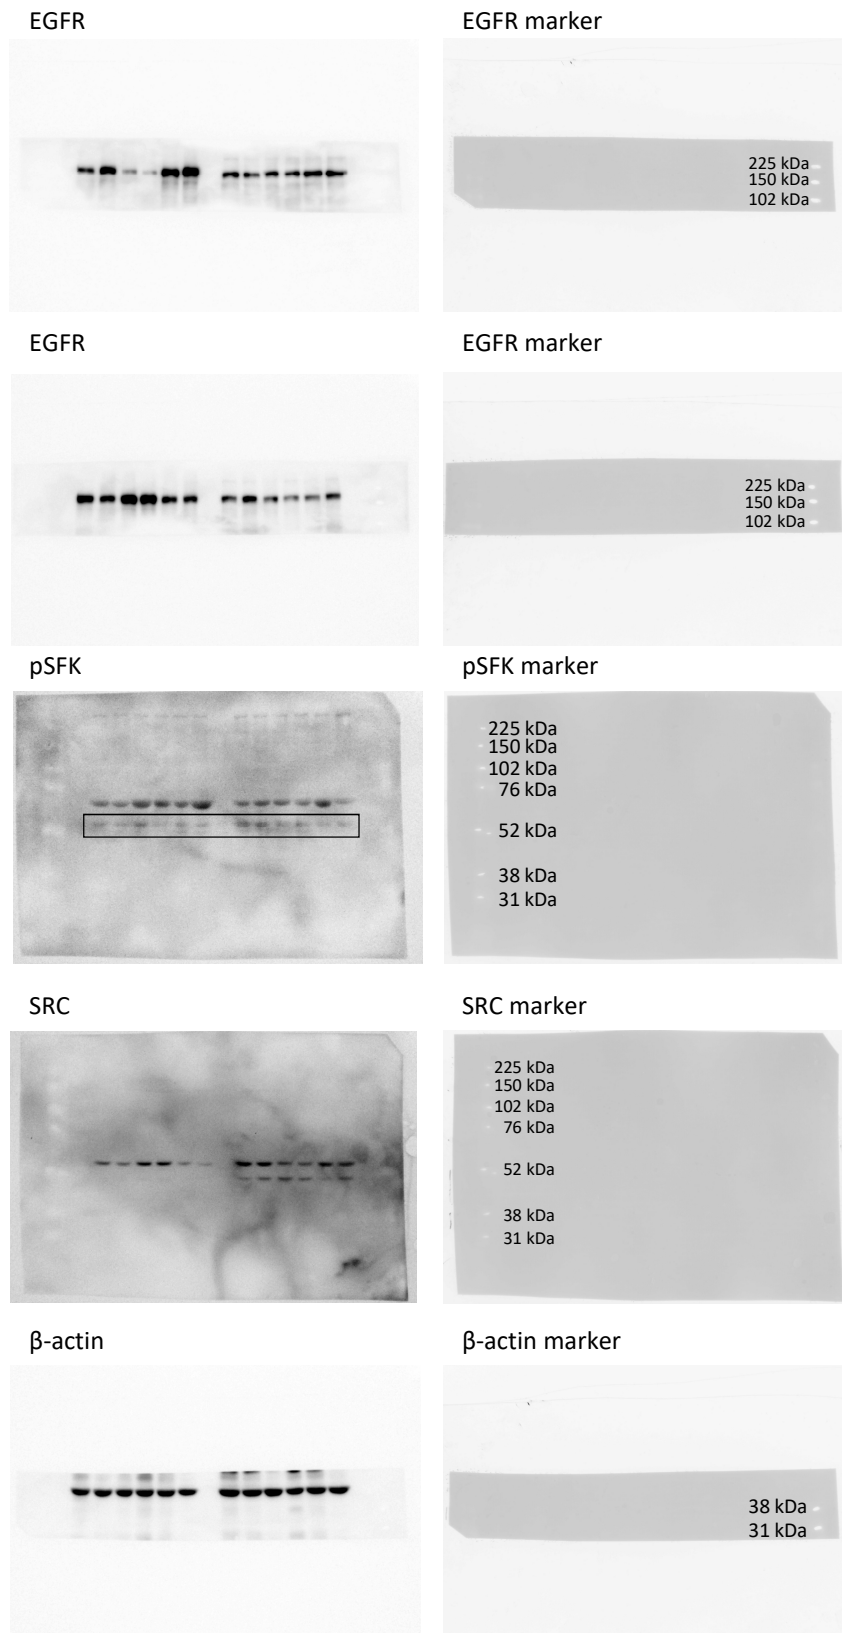 EGFR
EGFR marker
225 kDa
150 kDa
102 kDa
EGFR
EGFR marker
225 kDa
150 kDa
102 kDa
pSFK
pSFK marker
225 kDa
150 kDa
102 kDa
76 kDa
52 kDa
38 kDa
31 kDa
SRC
SRC marker
225 kDa
150 kDa
102 kDa
76 kDa
52 kDa
38 kDa
31 kDa
β-actin
β-actin marker
38 kDa
31 kDa